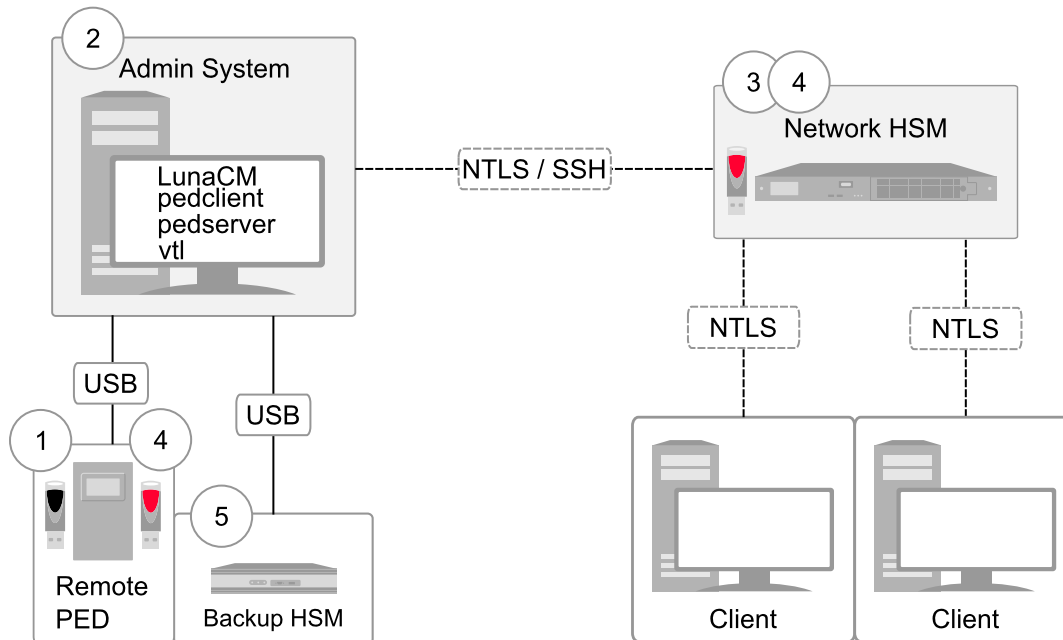 2
Admin System
LunaCM
pedclient
pedserver
vtl
NTLS / SSH
3
4
Network HSM
USB
USB
NTLS
NTLS
1
4
Remote
PED
5
Backup HSM
Client
Client